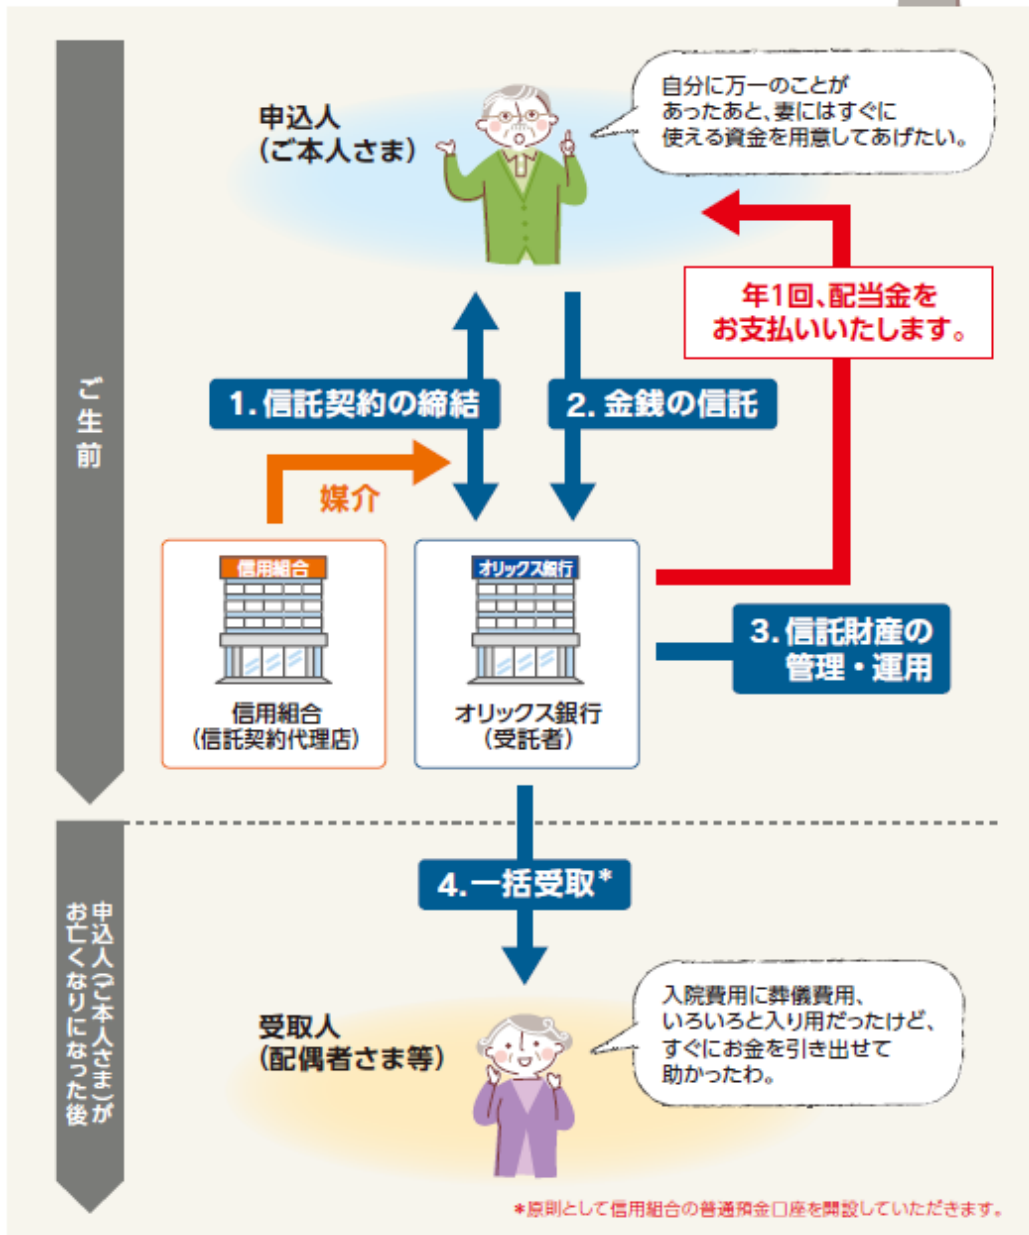 ご生前
申込人
（ご本人さま）
自分に万一のことが
あったあと、妻にはすぐに
使える資金を用意してあげたい。
年1回、配当金を
お支払いいたします。
1.信託契約の締結
2.金銭の信託
媒介
信用組合
信用組合
（信託契約代理店）
オリックス銀行
オリックス銀行
（受託者）
3.信託財産の
管理・運用
申込人（ご本人さま）が
お亡くなりになった後
4.一括受取*
受取人
（配偶者さま等）
入院費用に葬儀費用、
いろいろと入り用だったけど、
すぐにお金を引き出せて
助かったわ。
*原則として信用組合の普通預金口座を開設していただきます。